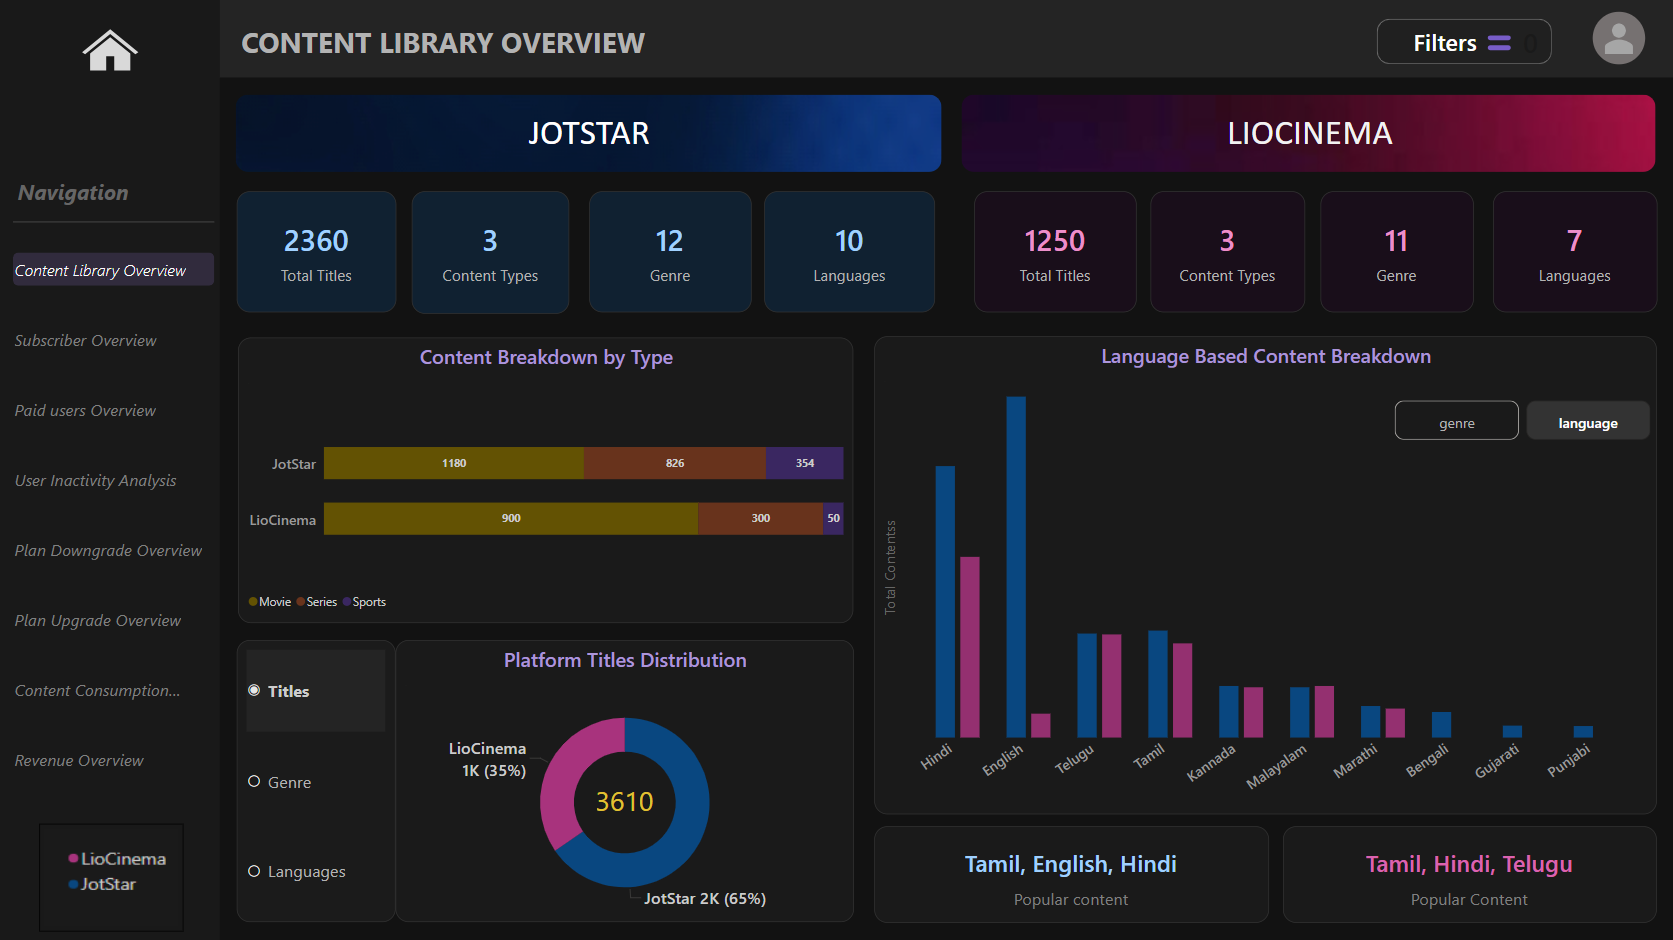 CONTENT LIBRARY OVERVIEW
Filters
0
Navigation
Content Library Overview
Subscriber Overview
Paid users Overview
User Inactivity Analysis
Plan Downgrade Overview
Plan Upgrade Overview
Content Consumption...
Revenue Overview
LioCinema
JotStar
JOTSTAR
LIOCINEMA
2360
Total Titles
3
Content Types
12
Genre
10
Languages
1250
Total Titles
3
Content Types
11
Genre
7
Languages
Content Breakdown by Type
JotStar 1180 826 354
LioCinema 900 300 50
Movie Series Sports
Titles
Genre
Languages
Platform Titles Distribution
LioCinema
1K (35%)
3610
JotStar 2K (65%)
Language Based Content Breakdown
genre
language
Total Contentss
Hindi
English
Telugu
Tamil
Kannada
Malayalam
Marathi
Bengali
Gujarati
Punjabi
Tamil, English, Hindi
Popular content
Tamil, Hindi, Telugu
Popular Content